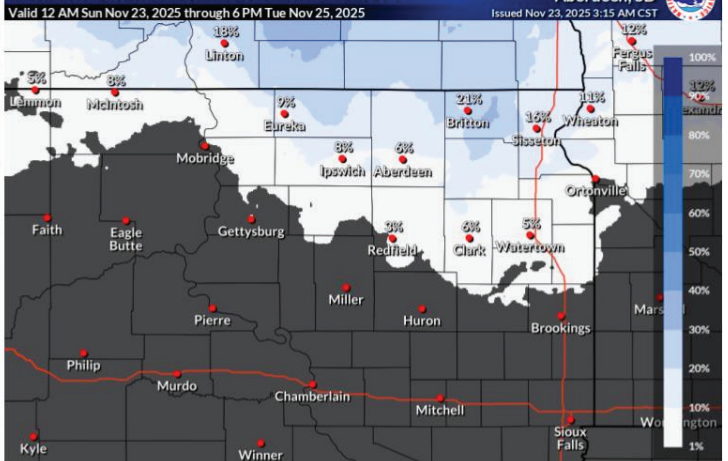 Aberdeen, SD
Valid 12 AM Sun Nov 23, 2025 through 6 PM Tue Nov 25, 2025
Issued Nov 23, 2025 3:15 AM CST
18%
Linton
12%
Fergus
Falls
100%
5%
Lemmon
8%
McIntosh
9%
Eureka
21%
Britton
16%
Sisseton
11%
Wheaton
90%
12%
80%
Mobridge
8%
Ipswich
6%
Aberdeen
70%
Ortonville
60%
Faith
Eagle
Butte
Gettysburg
3%
Redfield
6%
Clark
5%
Watertown
50%
40%
Miller
Pierre
Huron
Brookings
Mars
30%
Philip
20%
Murdo
Chamberlain
Mitchell
10%
Wo ngton
Sioux
Falls
1%
Kyle
Winner